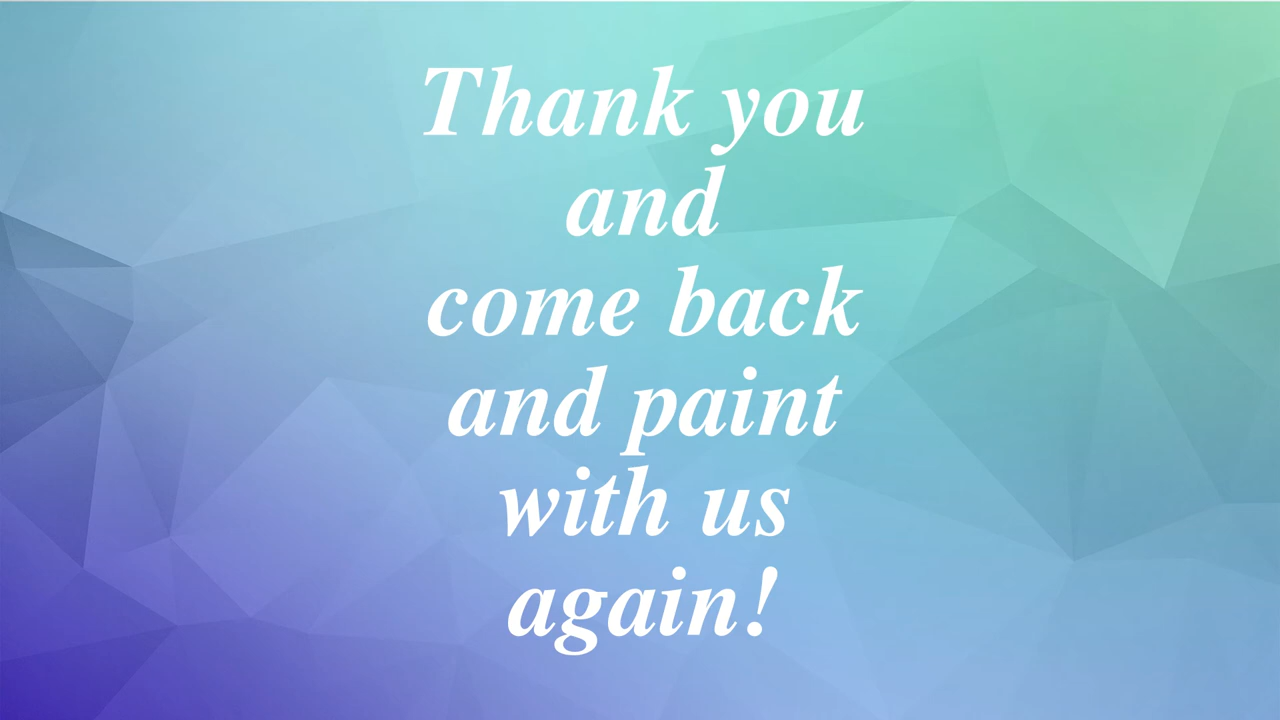 Thank you
and
come back
and paint
with us
again!